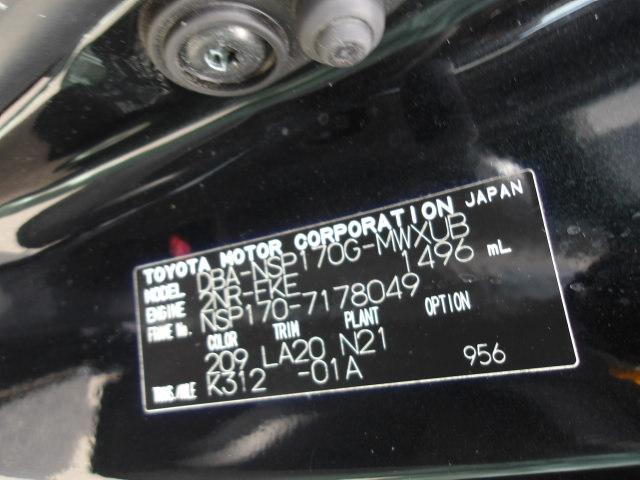 TOYOTA MOTOR CORPORATION JAPAN
MODEL DBA-NSP170G-MWXUB
ENGINE 2NR-FKE 1496 mL
FRAME No. NSP170-7178049
COLOR TRIM PLANT OPTION
209 LA20 N21
TRANS/AXLE K312 -01A 956